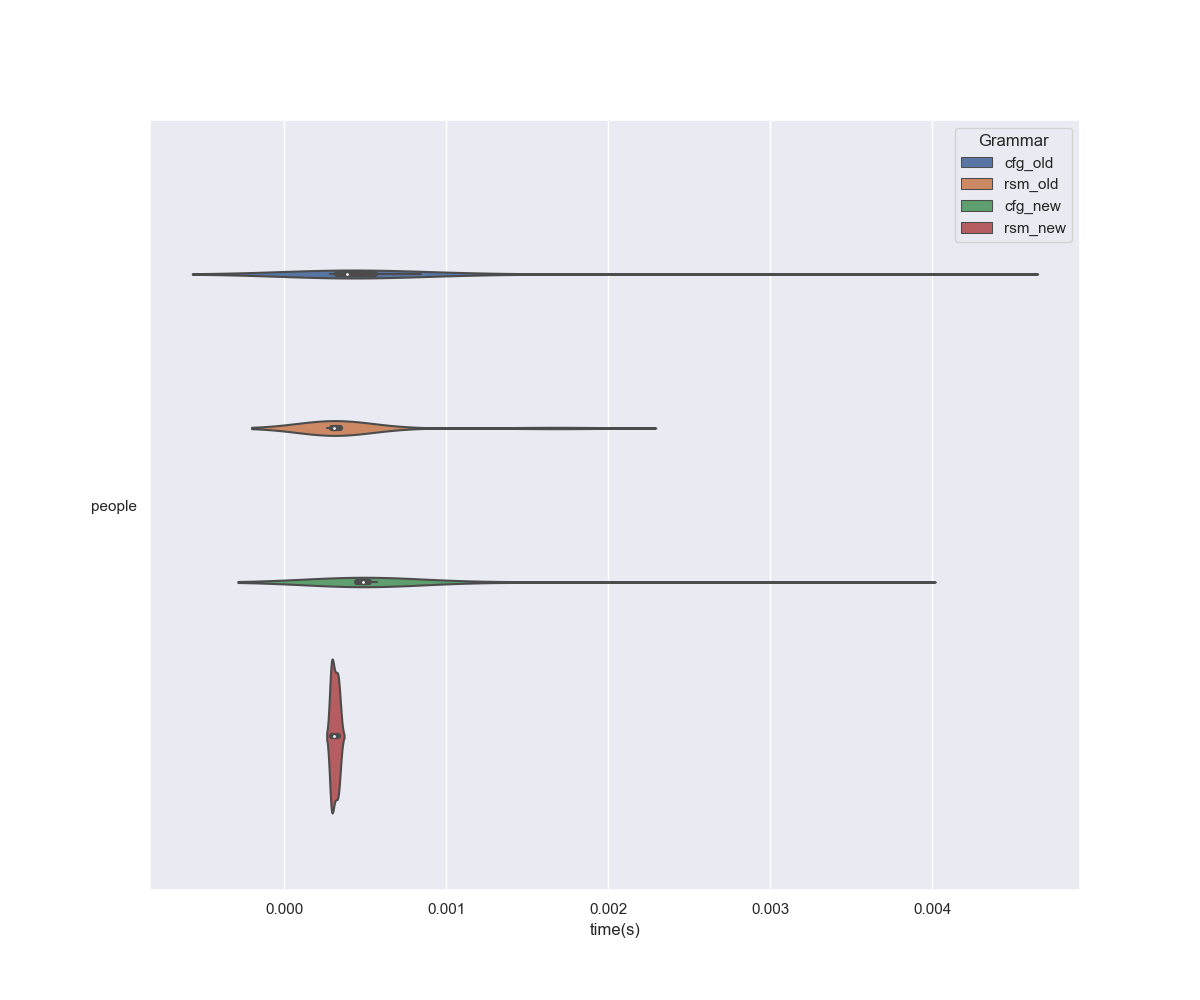 Grammar
cfg_old
rsm_old
cfg_new
rsm_new
people
0.000
0.001
0.002
0.003
0.004
time(s)